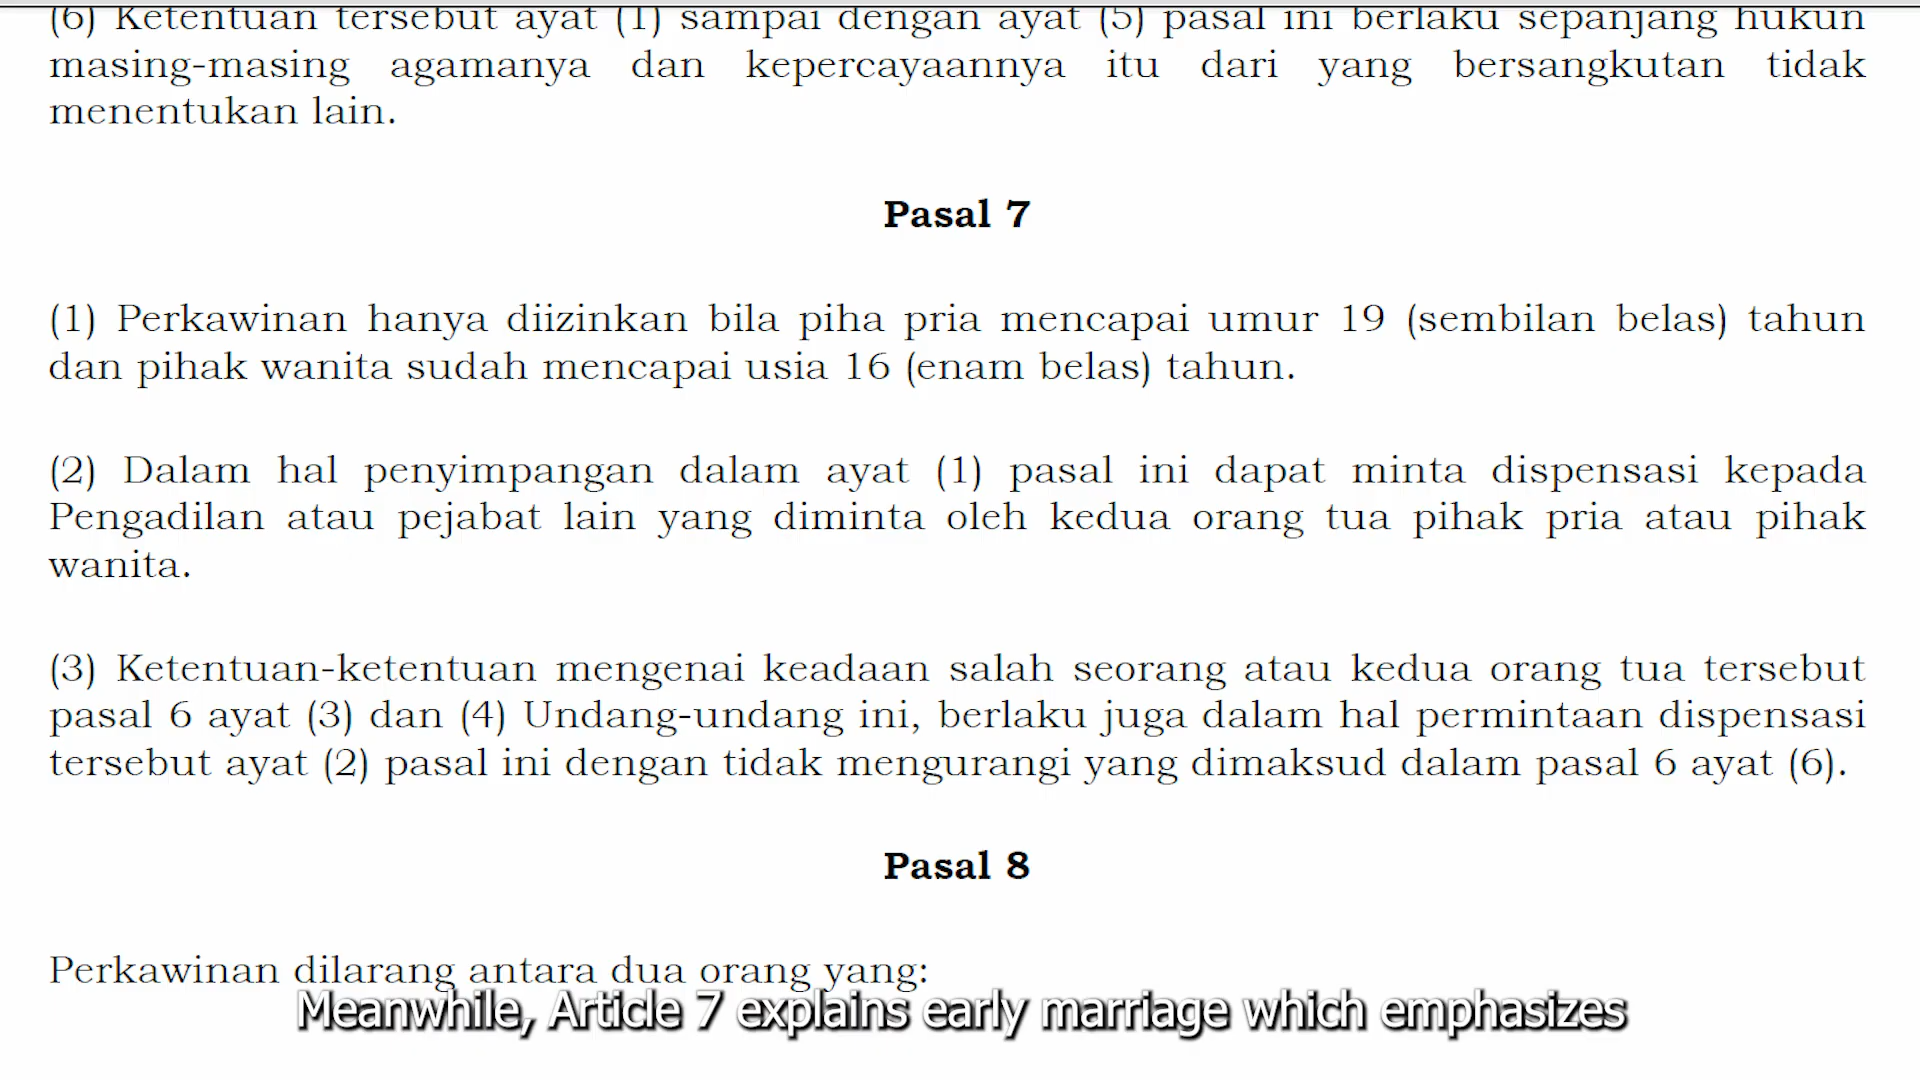 (6) Ketentuan tersebut ayat (1) sampai dengan ayat (5) pasal ini berlaku sepanjang hukun
masing-masing agamanya dan kepercayaannya itu dari yang bersangkutan tidak
menentukan lain.
Pasal 7
(1) Perkawinan hanya diizinkan bila piha pria mencapai umur 19 (sembilan belas) tahun
dan pihak wanita sudah mencapai usia 16 (enam belas) tahun.
(2) Dalam hal penyimpangan dalam ayat (1) pasal ini dapat minta dispensasi kepada
Pengadilan atau pejabat lain yang diminta oleh kedua orang tua pihak pria atau pihak
wanita.
(3) Ketentuan-ketentuan mengenai keadaan salah seorang atau kedua orang tua tersebut
pasal 6 ayat (3) dan (4) Undang-undang ini, berlaku juga dalam hal permintaan dispensasi
tersebut ayat (2) pasal ini dengan tidak mengurangi yang dimaksud dalam pasal 6 ayat (6).
Pasal 8
Perkawinan dilarang antara dua orang yang:
Meanwhile, Article 7 explains early marriage which emphasizes